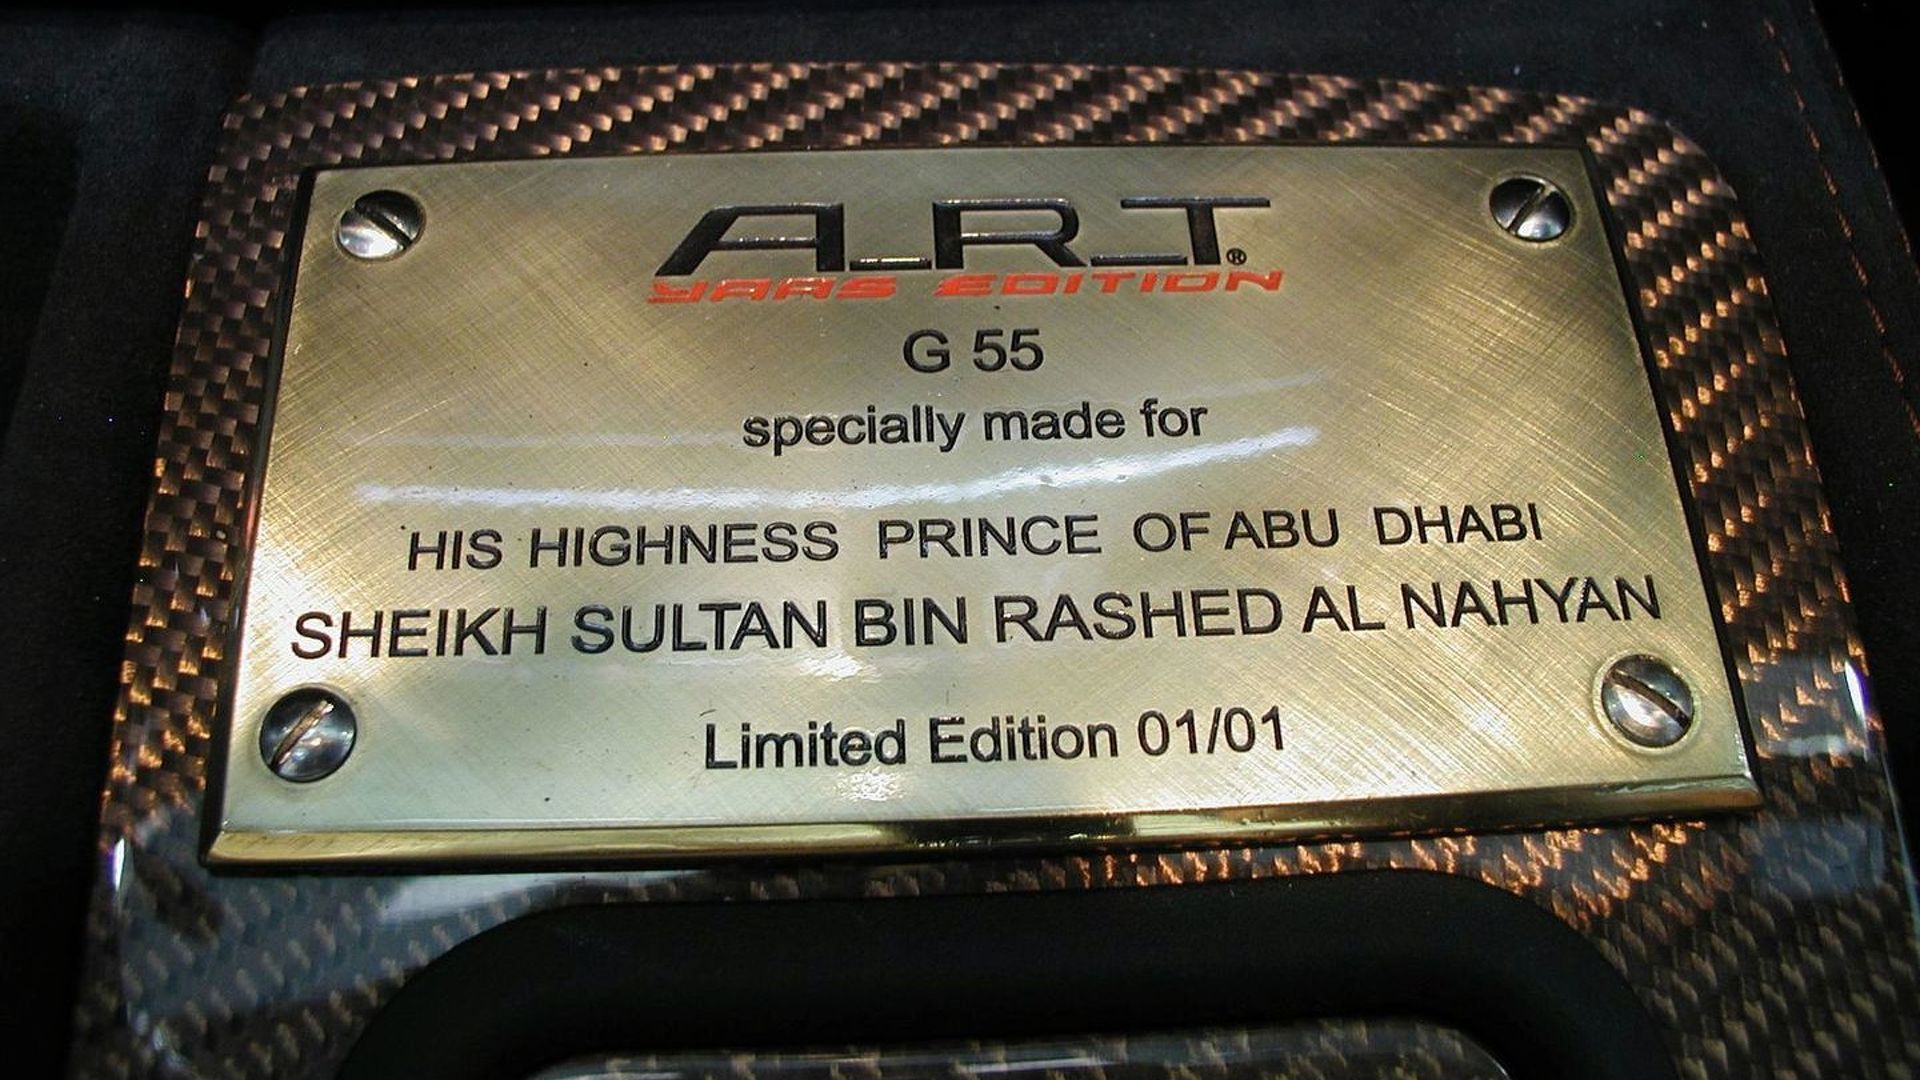 A.R.T.®
YAAS EDITION
G 55
specially made for
HIS HIGHNESS PRINCE OF ABU DHABI
SHEIKH SULTAN BIN RASHED AL NAHYAN
Limited Edition 01/01